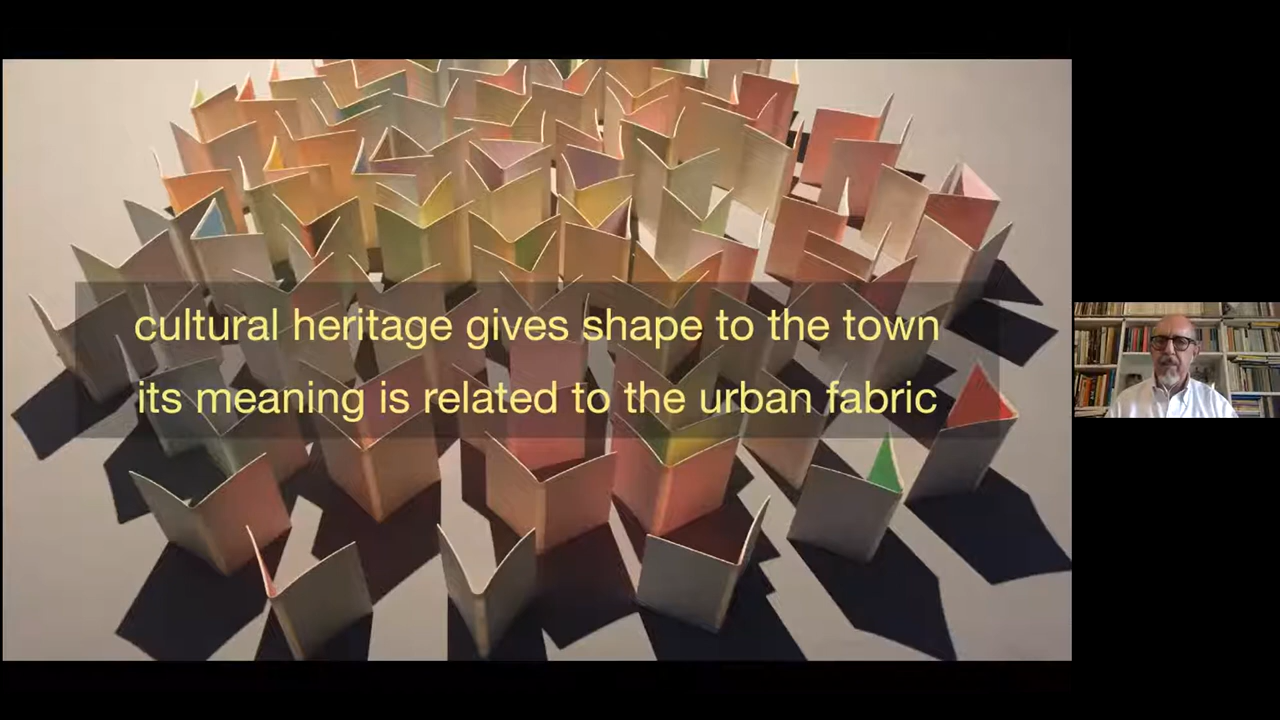 cultural heritage gives shape to the town
its meaning is related to the urban fabric